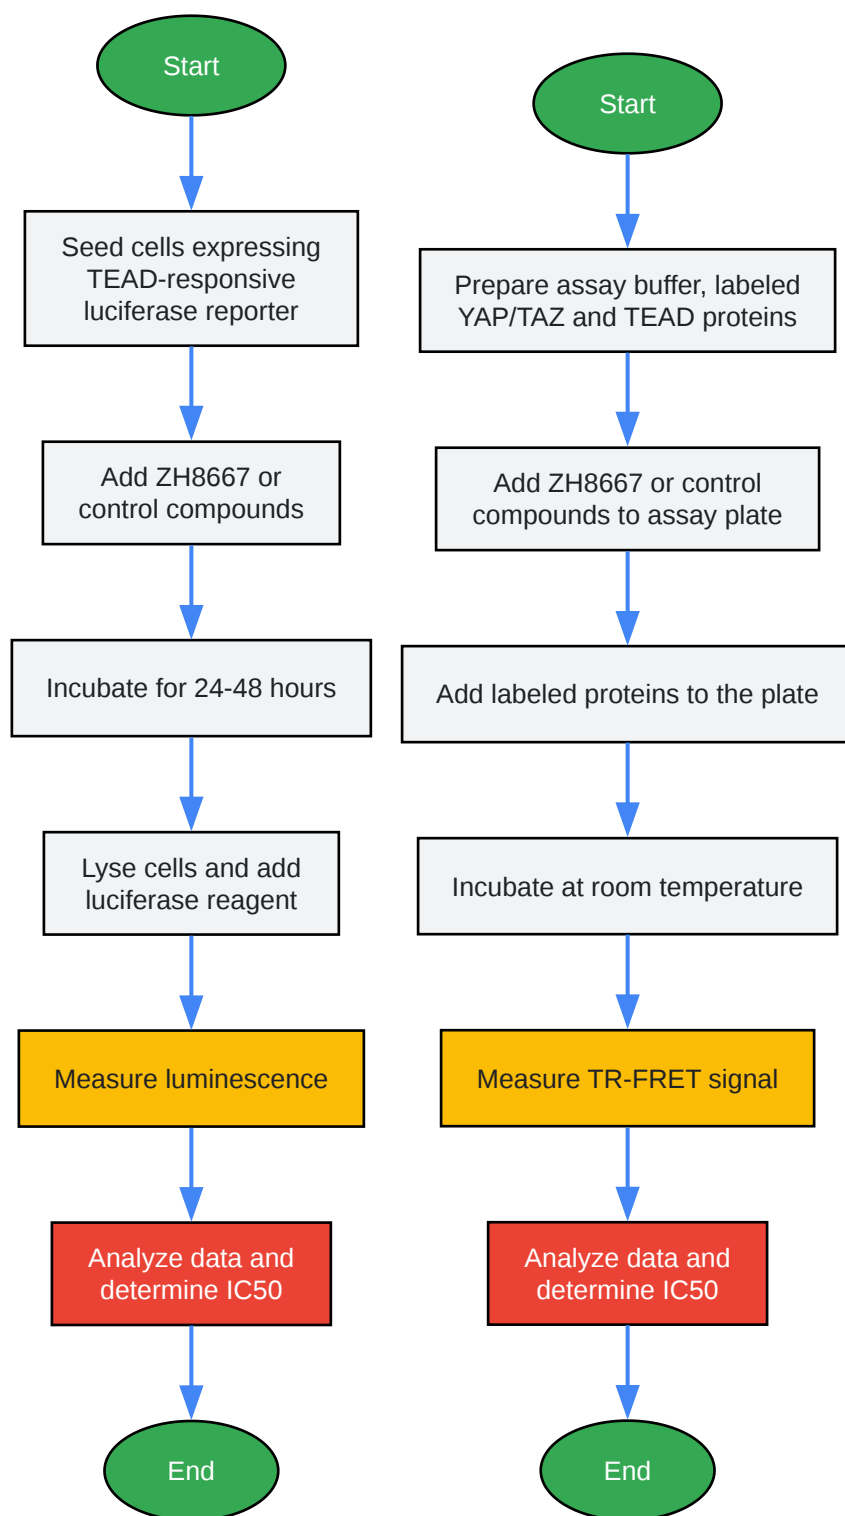 Start
Seed cells expressing
TEAD-responsive
luciferase reporter
Add ZH8667 or
control compounds
Incubate for 24-48 hours
Lyse cells and add
luciferase reagent
Measure luminescence
Analyze data and
determine IC50
End
Start
Prepare assay buffer, labeled
YAP/TAZ and TEAD proteins
Add ZH8667 or control
compounds to assay plate
Add labeled proteins to the plate
Incubate at room temperature
Measure TR-FRET signal
Analyze data and
determine IC50
End